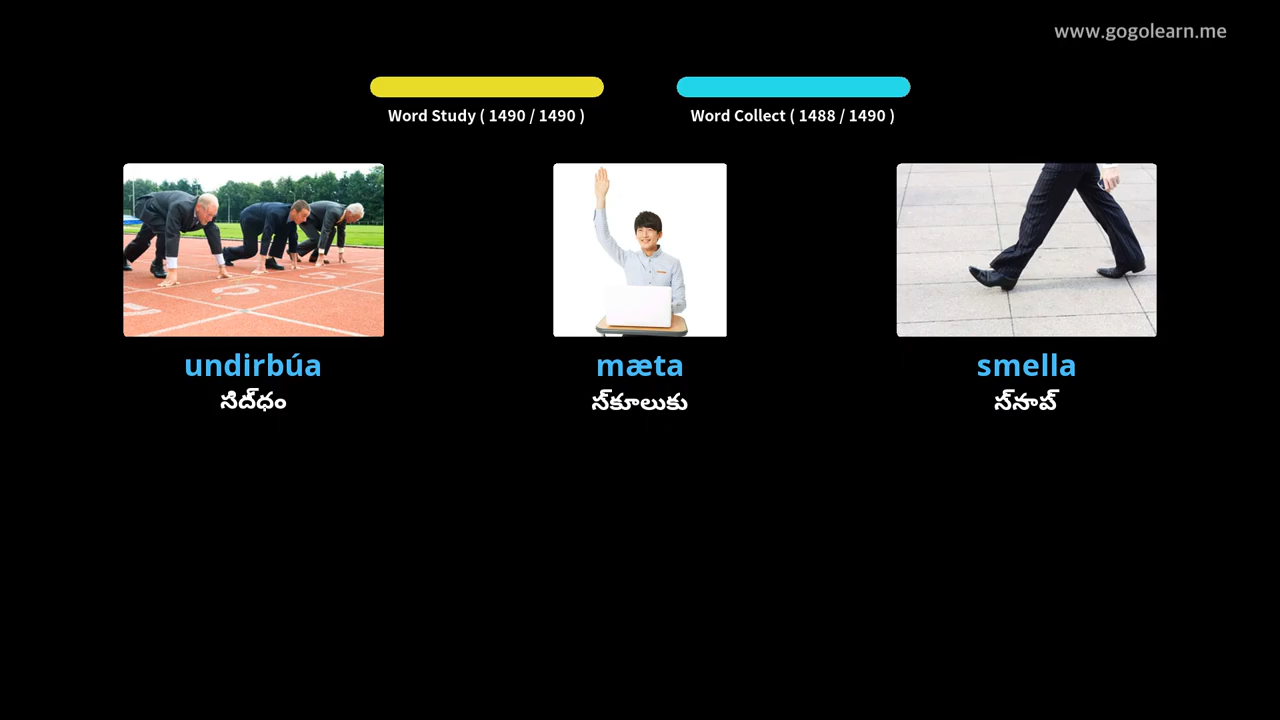 www.gogolearn.me
Word Study ( 1490 / 1490 )
Word Collect ( 1488 / 1490 )
undirbúa
mæta
smella
సిద్‌ధం
స్‌కూలుకు
స్‌నాప్